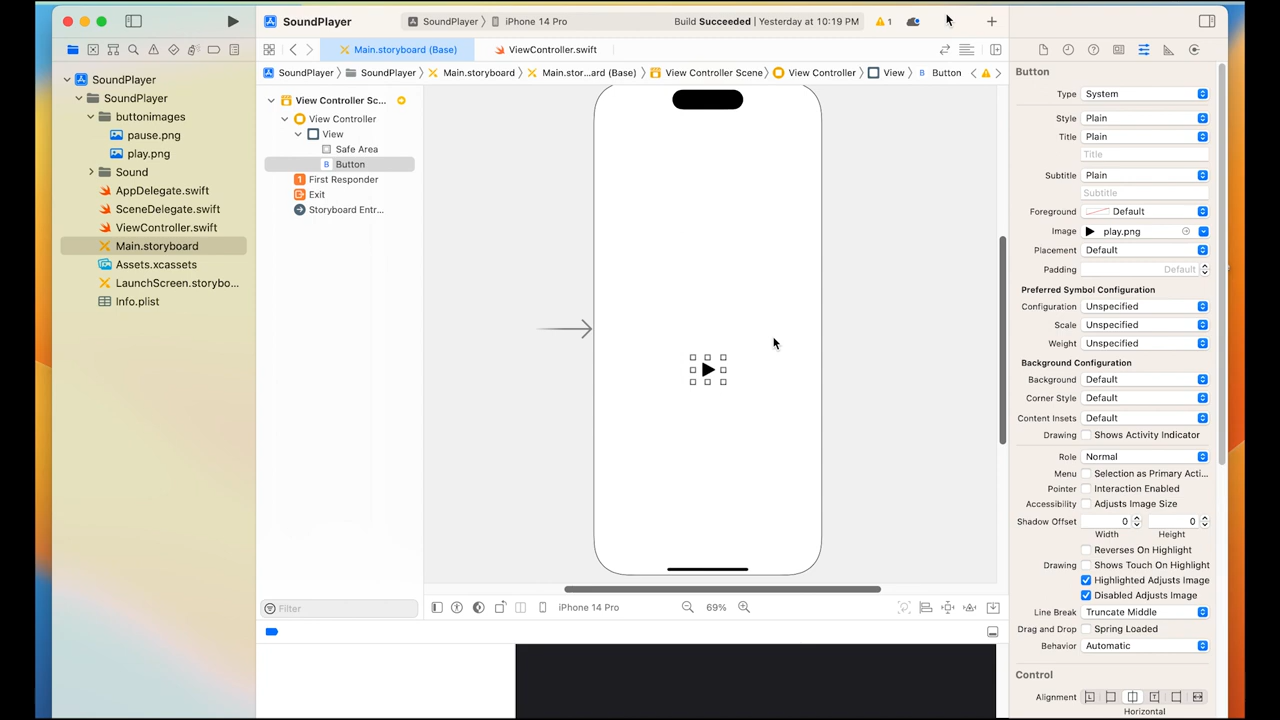 SoundPlayer
SoundPlayer
iPhone 14 Pro
Build Succeeded | Yesterday at 10:19 PM
1
Main.storyboard (Base)
ViewController.swift
SoundPlayer
SoundPlayer
Main.storyboard
Main.stor...ard (Base)
View Controller Scene
View Controller
View
B Button
SoundPlayer
SoundPlayer
buttonimages
pause.png
play.png
Sound
AppDelegate.swift
SceneDelegate.swift
ViewController.swift
Main.storyboard
Assets.xcassets
LaunchScreen.storybo...
Info.plist
View Controller Sc...
View Controller
View
Safe Area
B Button
1 First Responder
Exit
Storyboard Entr...
Filter
iPhone 14 Pro
69%
Button
Type System
Style Plain
Title Plain
Title
Subtitle Plain
Subtitle
Foreground Default
Image play.png
Placement Default
Padding Default
Preferred Symbol Configuration
Configuration Unspecified
Scale Unspecified
Weight Unspecified
Background Configuration
Background Default
Corner Style Default
Content Insets Default
Drawing Shows Activity Indicator
Role Normal
Menu Selection as Primary Acti...
Pointer Interaction Enabled
Accessibility Adjusts Image Size
Shadow Offset 0 0
Width Height
Reverses On Highlight
Drawing Shows Touch On Highlight
Highlighted Adjusts Image
Disabled Adjusts Image
Line Break Truncate Middle
Drag and Drop Spring Loaded
Behavior Automatic
Control
Alignment
Horizontal